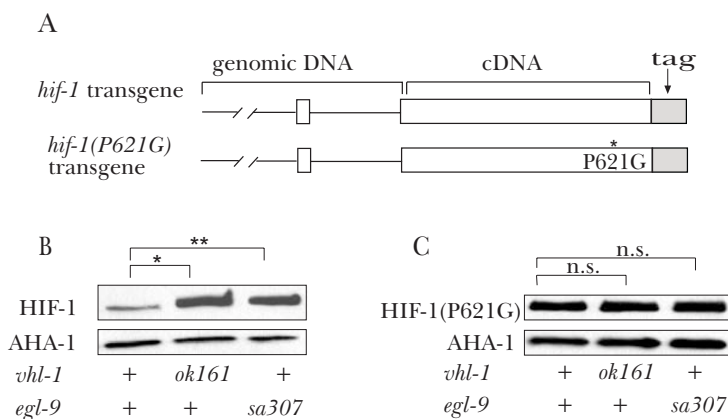 A
genomic DNA
cDNA
tag
hif-1 transgene
hif-1(P621G)
transgene
*
P621G
B
**
*
HIF-1
AHA-1
vhl-1 + ok161 +
egl-9 + + sa307
C
n.s.
n.s.
HIF-1(P621G)
AHA-1
vhl-1 + ok161 +
egl-9 + + sa307